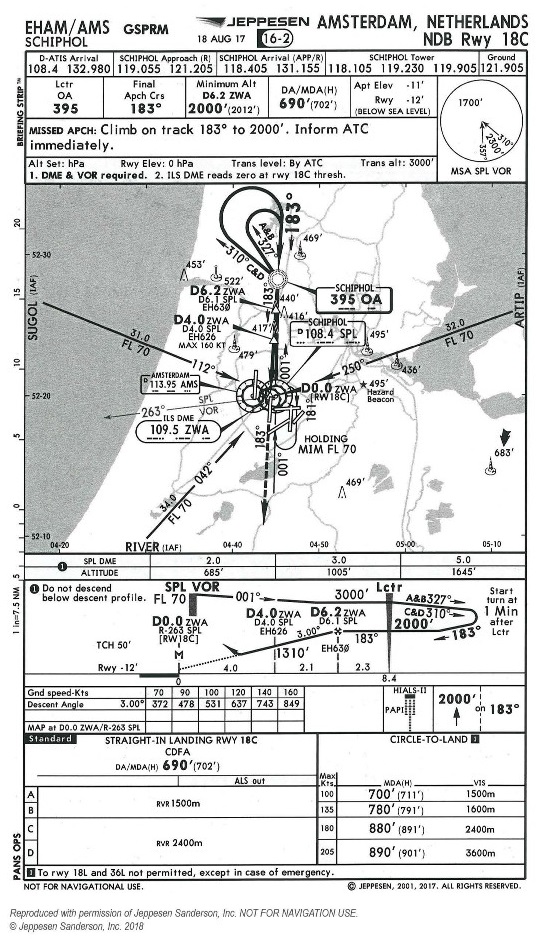 EHAM/AMS GSPRM JEPPESEN AMSTERDAM, NETHERLANDS
SCHIPHOL 18 AUG 17 16-2 NDB Rwy 18C
BRIEFING STRIP™
D-ATIS Arrival SCHIPHOL Approach (R) SCHIPHOL Arrival (APP/R) SCHIPHOL Tower Ground
108.4 132.980 119.055 121.205 118.405 131.155 118.105 119.230 119.905 121.905
Lctr OA 395
Final Apch Crs 183°
Minimum Alt D6.2 ZWA 2000'(2012')
DA/MDA(H) 690'(702')
Apt Elev -11'
Rwy -12'
(BELOW SEA LEVEL)
MISSED APCH: Climb on track 183° to 2000'. Inform ATC
immediately.
Alt Set: hPa Rwy Elev: 0 hPa Trans level: By ATC Trans alt: 3000'
1. DME & VOR required. 2. ILS DME reads zero at rwy 18C thresh.
1700'
310°
2300'
357°
MSA SPL VOR
20
15
10
5
0
5
1 in=7.5 NM
52-30
52-20
52-10
04-20 04-40 04-50 05-00 05-10
183°
A&B
327°
310° C&D
469'
453'
522'
SCHIPHOL
395 OA
D6.2 ZWA
D6.1 SPL
EH630
183°
440'
416'
D4.0 ZWA
D4.0 SPL
EH626
MAX 160 KT
417'
SCHIPHOL
D 108.4 SPL
479'
495'
436'
SUGOL (IAF)
31.0
FL 70
112°
ARTIP (IAF)
32.0
FL 70
250°
001°
AMSTERDAM
D 113.95 AMS
D0.0 ZWA
[RW18C]
495'
Hazard
Beacon
263° SPL
VOR
ILS DME
109.5 ZWA
181°
HOLDING
MIM FL 70
183°
001°
042°
34.0
FL 70
RIVER (IAF)
469'
683'
1 SPL DME 2.0 3.0 5.0
ALTITUDE 685' 1005' 1645'
1 Do not descend
below descent profile.
SPL VOR
FL 70 001° 3000' Lctr
A&B327°
C&D310°
2000'
183°
Start
turn at
1 Min
after
Lctr
D0.0 ZWA
R-263 SPL
[RW18C]
D4.0 ZWA
D4.0 SPL
EH626
D6.2 ZWA
D6.1 SPL
EH630
3.00°
183°
1310'
TCH 50'
M
Rwy -12'
4.0 2.1 2.3
0 8.4
Gnd speed-Kts 70 90 100 120 140 160
Descent Angle 3.00° 372 478 531 637 743 849
MAP at D0.0 ZWA/R-263 SPL
HIALS-II
PAPI
2000' on 183°
PANS OPS
Standard STRAIGHT-IN LANDING RWY 18C CIRCLE-TO-LAND 1
CDFA
DA/MDA(H) 690'(702')
ALS out
Max Kts. MDA(H) VIS
A RVR 1500m 100 700'(711') 1500m
B 135 780'(791') 1600m
C RVR 2400m 180 880'(891') 2400m
D 205 890'(901') 3600m
1 To rwy 18L and 36L not permitted, except in case of emergency.
NOT FOR NAVIGATIONAL USE. © JEPPESEN, 2001, 2017. ALL RIGHTS RESERVED.
Reproduced with permission of Jeppesen Sanderson, Inc. NOT FOR NAVIGATION USE.
© Jeppesen Sanderson, Inc. 2018